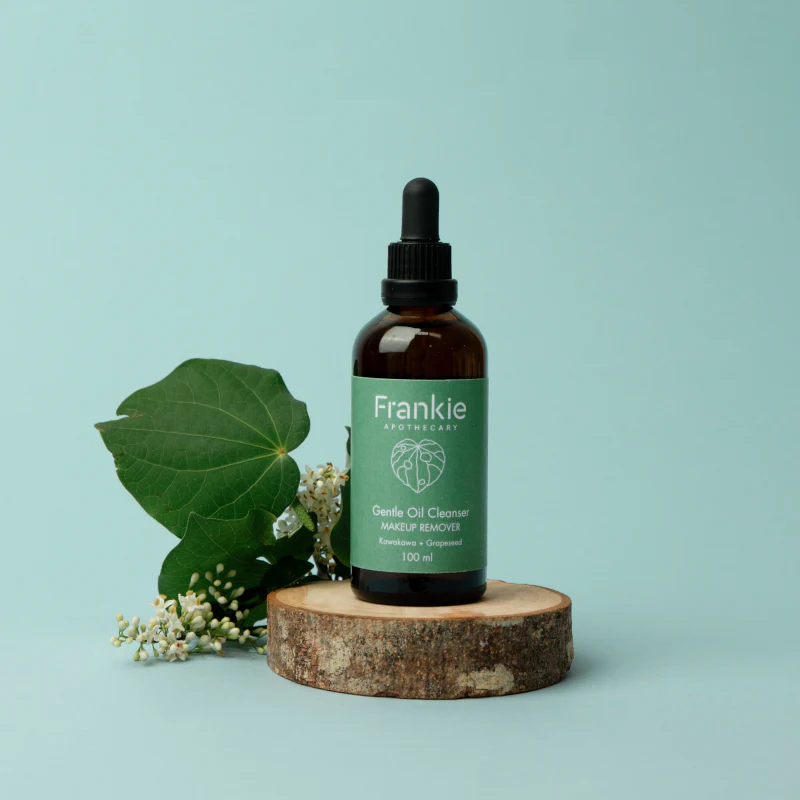 Frankie
APOTHECARY
Gentle Oil Cleanser
MAKEUP REMOVER
Kawakawa + Grapeseed
100 ml